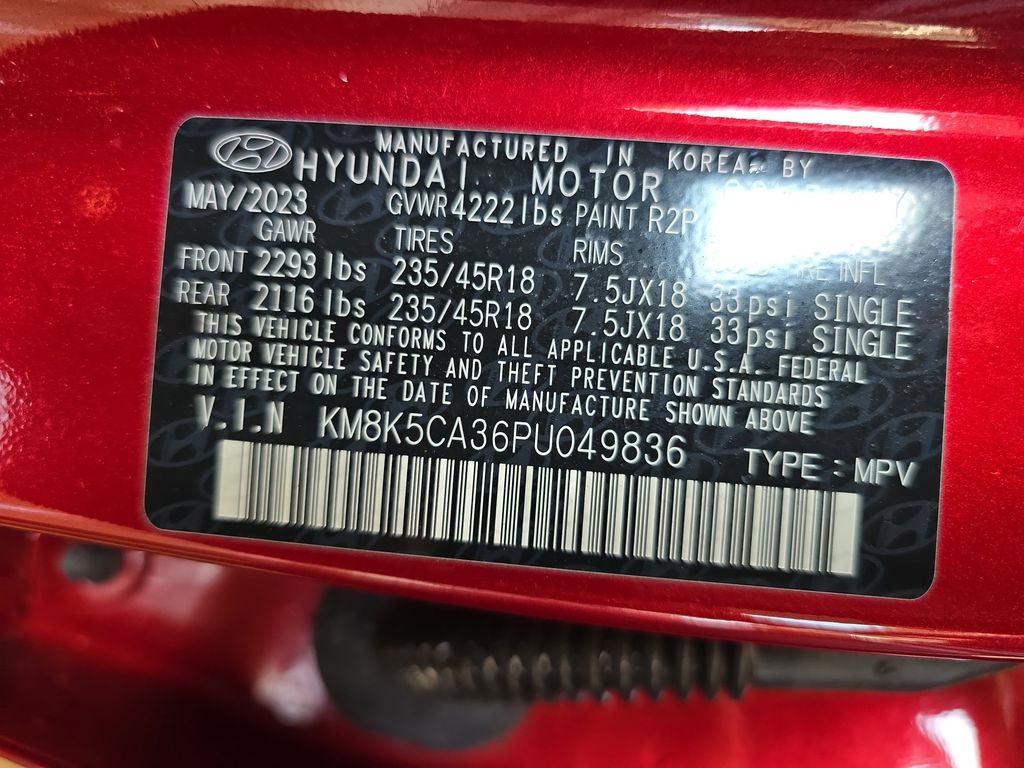 MANUFACTURED IN KOREA BY
HYUNDAI MOTOR
MAY/2023 GVWR 4222 lbs PAINT R2P
GAWR TIRES RIMS INFL
FRONT 2293 lbs 235/45R18 7.5JX18 33psi SINGLE
REAR 2116 lbs 235/45R18 7.5JX18 33psi SINGLE
THIS VEHICLE CONFORMS TO ALL APPLICABLE U.S.A. FEDERAL
MOTOR VEHICLE SAFETY AND THEFT PREVENTION STANDARDS
IN EFFECT ON THE DATE OF MANUFACTURE SHOWN ABOVE
V.I.N KM8K5CA36PU049836 TYPE : MPV